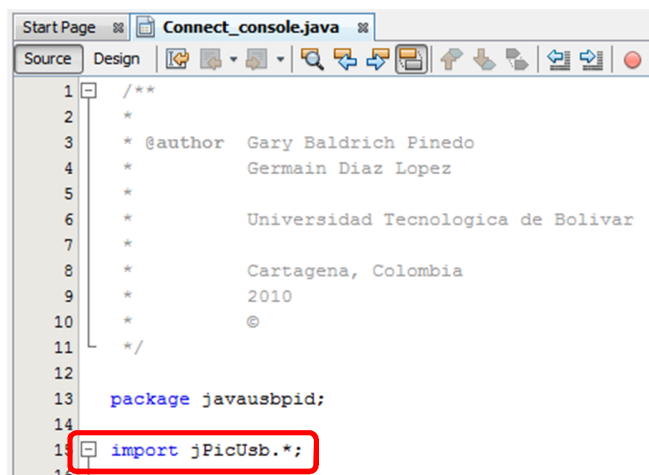 Start Page Connect_console.java
Source Design
1 /**
2 *
3 * @author Gary Baldrich Pinedo
4 * Germain Diaz Lopez
5 *
6 * Universidad Tecnologica de Bolivar
7 *
8 * Cartagena, Colombia
9 * 2010
10 * ©
11 */
12
13 package javausbpid;
14
15 import jPicUsb.*;
16